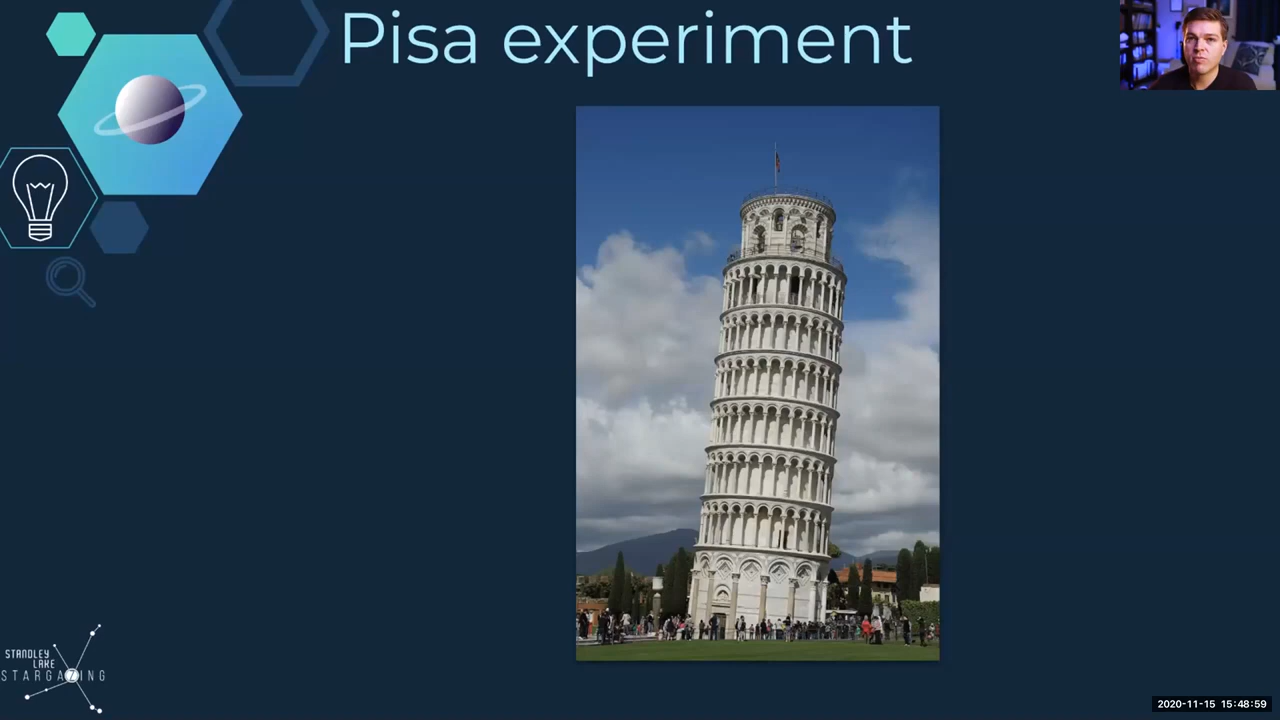 Pisa experiment
STANDLEY
LAKE
STARGAZING
2020-11-15 15:48:59